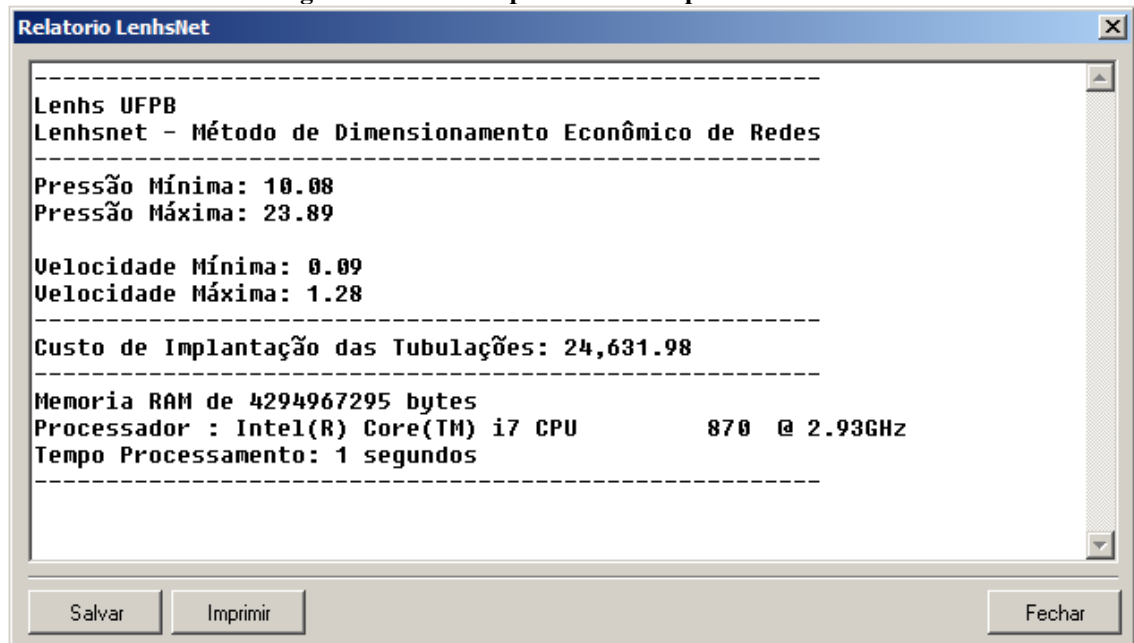 Relatorio LenhsNet
-------------------------------------------------------
Lenhs UFPB
Lenhsnet - Método de Dimensionamento Econômico de Redes
-------------------------------------------------------
Pressão Mínima: 10.08
Pressão Máxima: 23.89
Velocidade Mínima: 0.09
Velocidade Máxima: 1.28
-------------------------------------------------------
Custo de Implantação das Tubulações: 24,631.98
-------------------------------------------------------
Memoria RAM de 4294967295 bytes
Processador : Intel(R) Core(TM) i7 CPU 870 @ 2.93GHz
Tempo Processamento: 1 segundos
-------------------------------------------------------
Salvar Imprimir Fechar